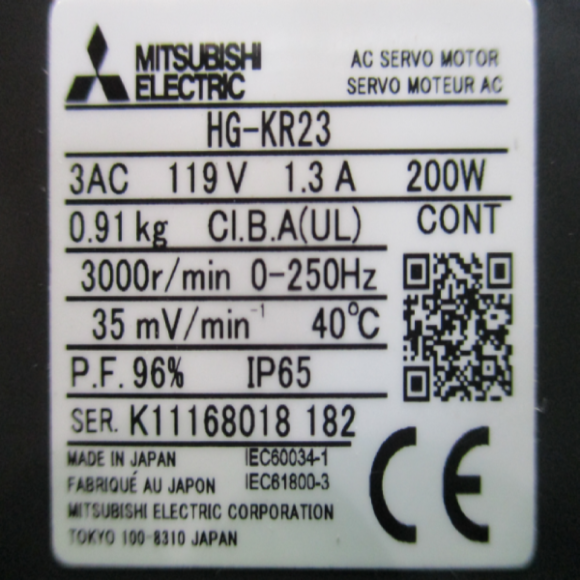 MITSUBISHI
ELECTRIC
AC SERVO MOTOR
SERVO MOTEUR AC
HG-KR23
3AC 119 V 1.3 A 200W
0.91 kg CI.B.A(UL) CONT
3000r/min 0-250Hz
35 mV/min⁻¹ 40℃
P.F. 96% IP65
SER. K11168018 182
MADE IN JAPAN IEC60034-1
FABRIQUÉ AU JAPON IEC61800-3
MITSUBISHI ELECTRIC CORPORATION
TOKYO 100-8310 JAPAN
CE